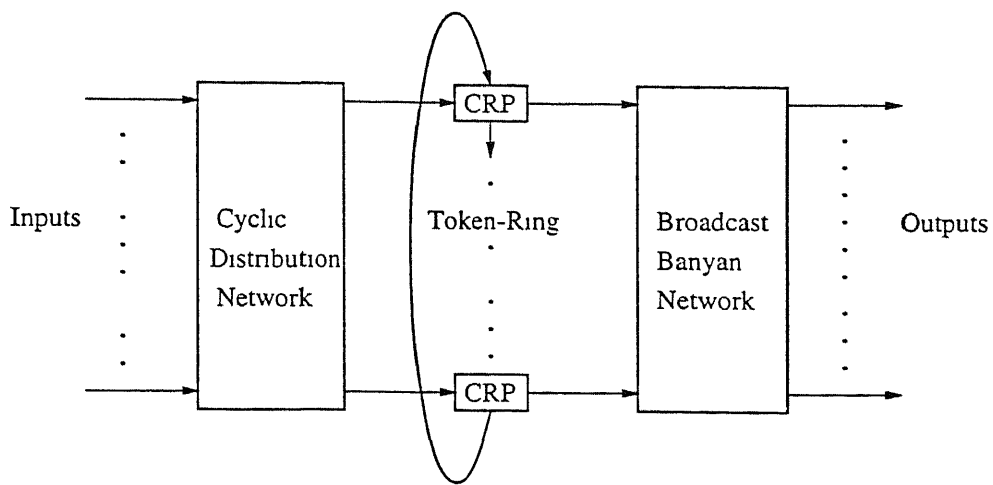 CRP
Inputs
Cyclic
Distribution
Network
Token-Ring
Broadcast
Banyan
Network
Outputs
CRP